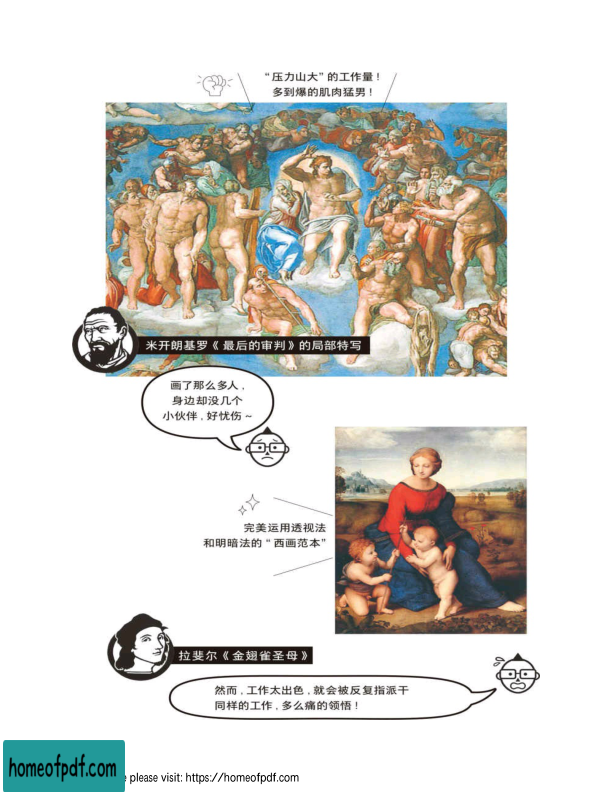 “压力山大”的工作量！
多到爆的肌肉猛男！
米开朗基罗《最后的审判》的局部特写
画了那么多人，
身边却没几个
小伙伴，好忧伤~
完美运用透视法
和明暗法的“西画范本”
拉斐尔《金翅雀圣母》
然而，工作太出色，就会被反复指派干
同样的工作，多么痛的领悟！
homeofpdf.com
e please visit: https://homeofpdf.com